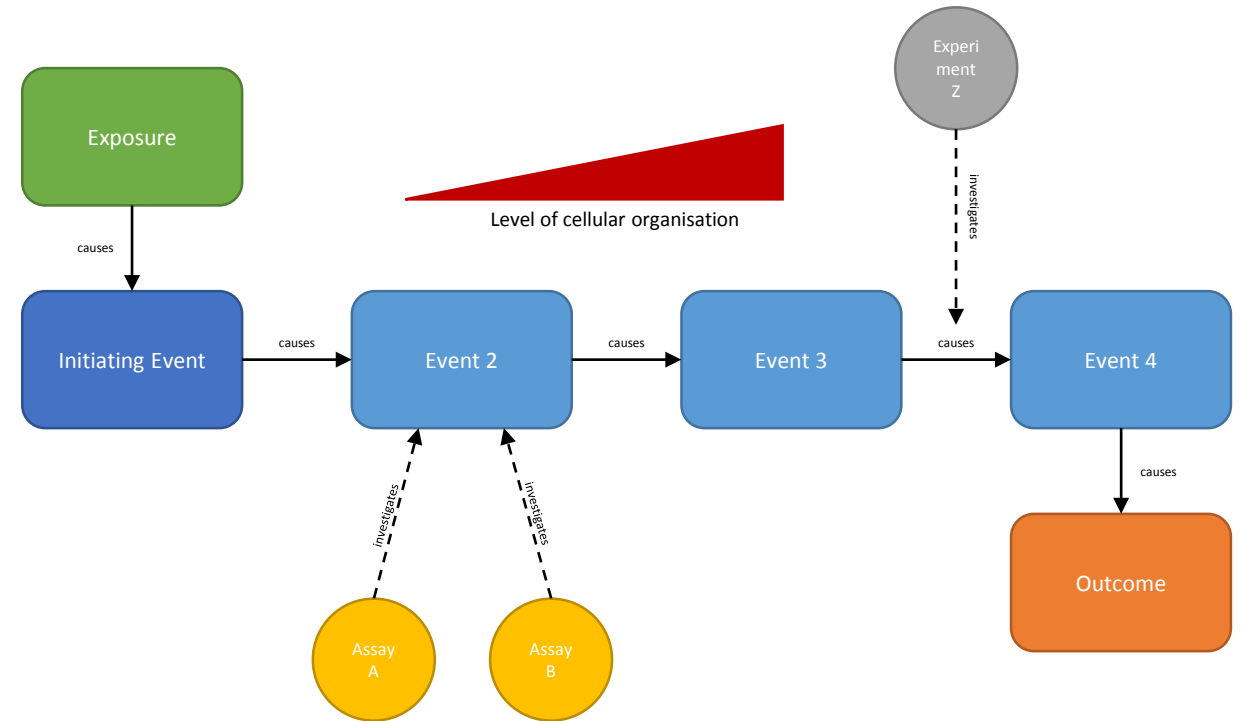 Experi
ment
Z
Exposure
investigates
Level of cellular organisation
causes
Initiating Event
causes
Event 2
causes
Event 3
causes
Event 4
causes
investigates
investigates
Outcome
Assay
A
Assay
B